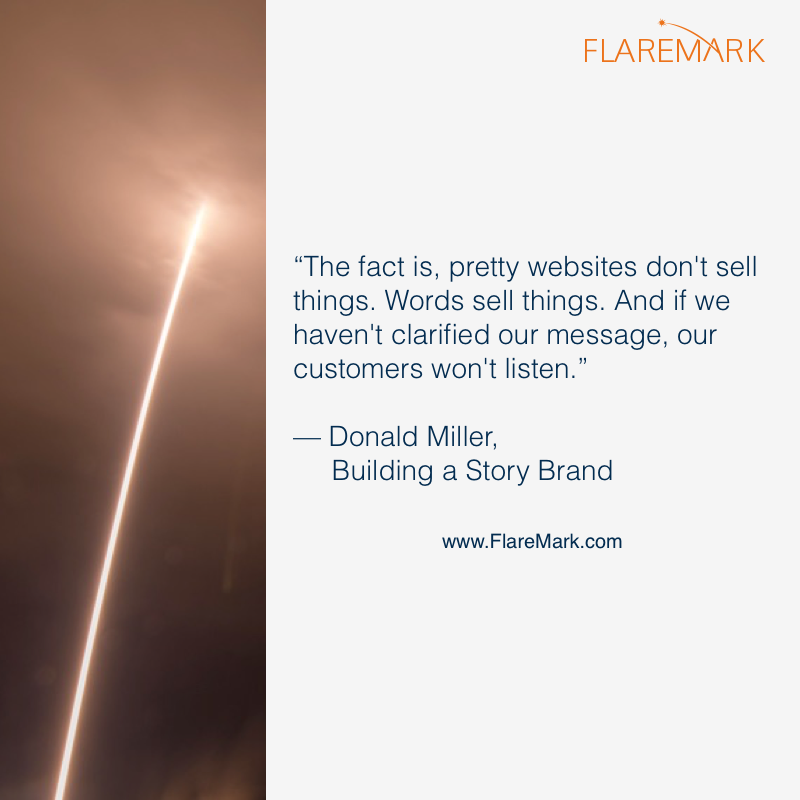 FLAREMARK
“The fact is, pretty websites don't sell
things. Words sell things. And if we
haven't clarified our message, our
customers won't listen.”
— Donald Miller,
Building a Story Brand
www.FlareMark.com